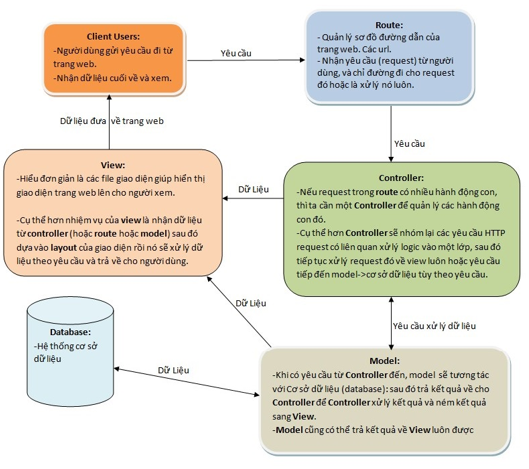 Client Users:
-Người dùng gửi yêu cầu đi từ
trang web.
-Nhận dữ liệu cuối về và xem.
Yêu cầu
Route:
- Quản lý sơ đồ đường dẫn của
trang web. Các url.
- Nhận yêu cầu (request) từ người
dùng, và chỉ đường đi cho request
đó hoặc là xử lý nó luôn.
Dữ liệu đưa về trang web
Yêu cầu
View:
-Hiểu đơn giản là các file giao diện giúp hiển thị
giao diện trang web lên cho người xem.
-Cụ thể hơn nhiệm vụ của view là nhận dữ liệu
từ controller (hoặc route hoặc model) sau đó
dựa vào layout của giao diện rồi nó sẽ xử lý dữ
liệu theo yêu cầu và trả về cho người dùng.
Dữ Liệu
Controller:
-Nếu request trong route có nhiều hành động con,
thì ta cần một Controller để quản lý các hành động
con đó.
-Cụ thể hơn Controller sẽ nhóm lại các yêu cầu HTTP
request có liên quan xử lý logic vào một lớp, sau đó
tiếp tục xử lý request đó về view luôn hoặc yêu cầu
tiếp đến model->cơ sở dữ liệu tùy theo yêu cầu.
Dữ Liệu
Yêu cầu xử lý dữ liệu
Database:
-Hệ thống cơ sở
dữ liệu
Dữ Liệu
Model:
-Khi có yêu cầu từ Controller đến, model sẽ tương tác
với Cơ sở dữ liệu (database): sau đó trả kết quả về cho
Controller để Controller xử lý kết quả và ném kết quả
sang View.
-Model cũng có thể trả kết quả về View luôn được